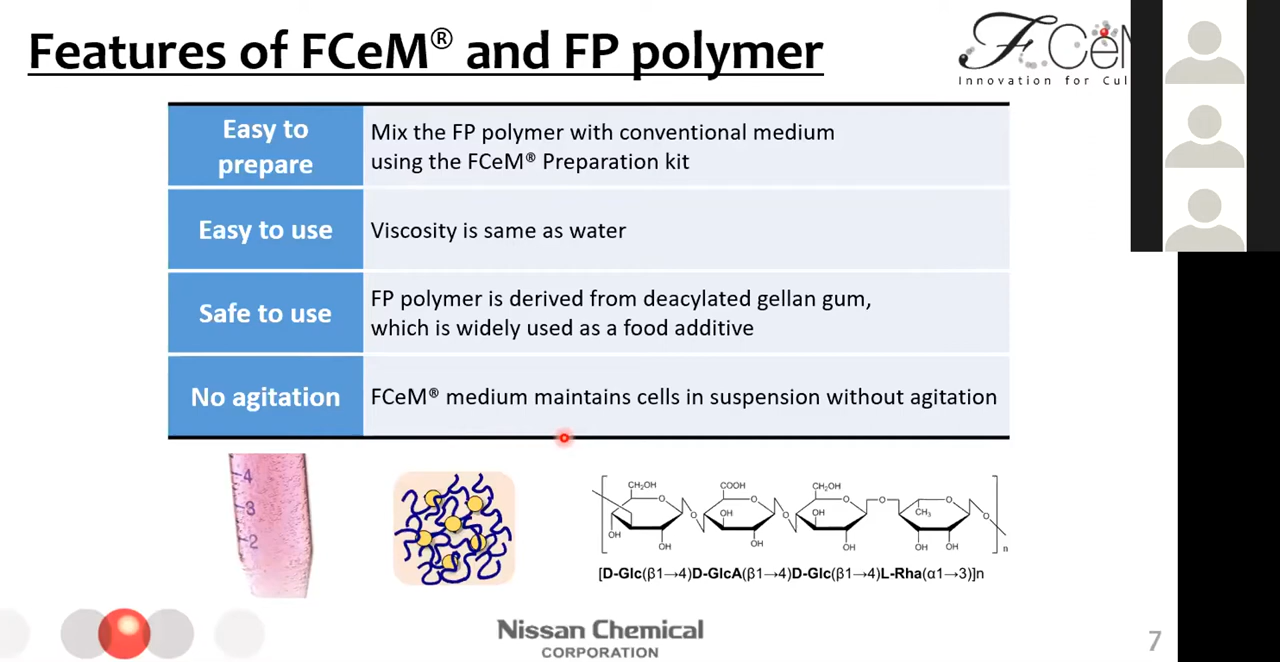 Features of FCeM® and FP polymer
Innovation for Cul
Easy to
prepare
Mix the FP polymer with conventional medium
using the FCeM® Preparation kit
Easy to use
Viscosity is same as water
Safe to use
FP polymer is derived from deacylated gellan gum,
which is widely used as a food additive
No agitation
FCeM® medium maintains cells in suspension without agitation
4
3
2
CH₂OH
O
OH
OH
O
COOH
O
OH
OH
O
CH₂OH
O
OH
OH
O
O
CH₃
OH
OH
O
n
[D-Glc(β1→4)D-GlcA(β1→4)D-Glc(β1→4)L-Rha(α1→3)]n
Nissan Chemical
CORPORATION
7